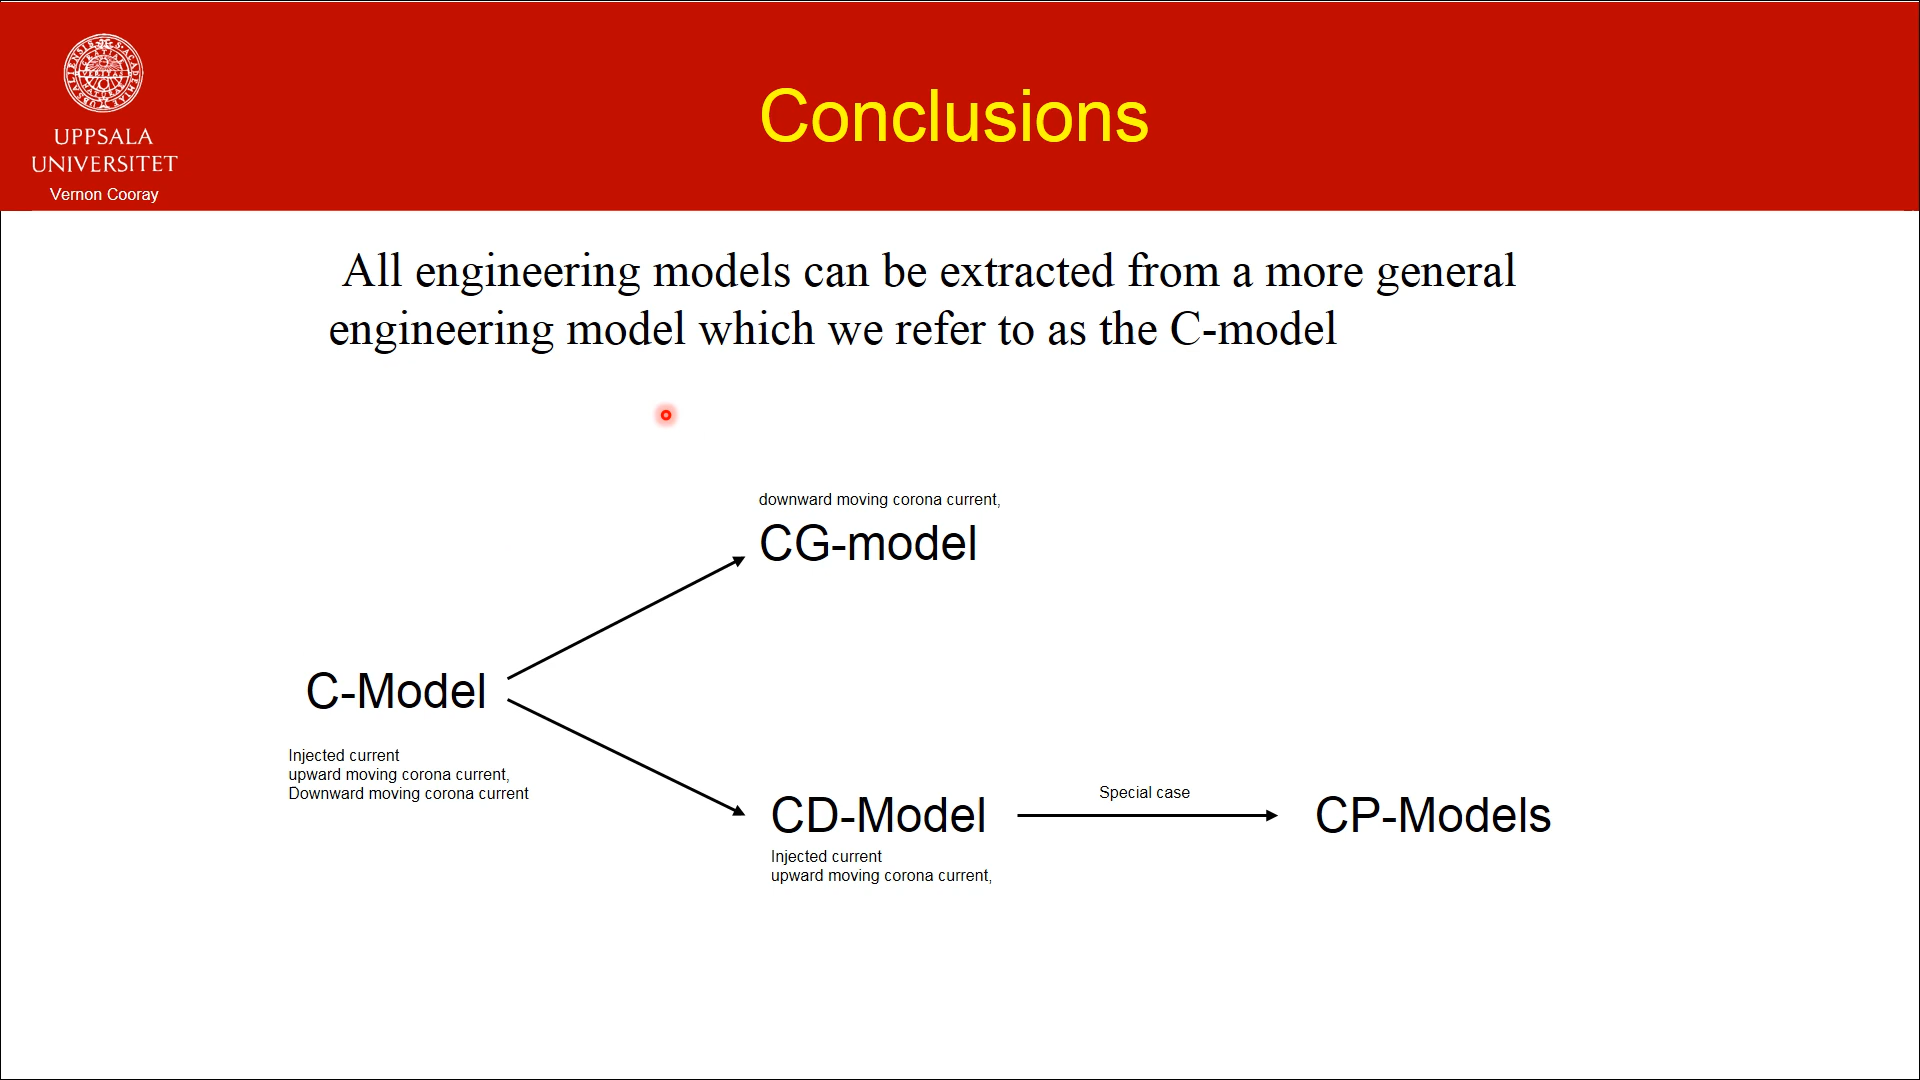 UPPSALA
UNIVERSITET
Vernon Cooray
Conclusions
All engineering models can be extracted from a more general
engineering model which we refer to as the C-model
downward moving corona current,
CG-model
C-Model
Injected current
upward moving corona current,
Downward moving corona current
CD-Model
Injected current
upward moving corona current,
Special case
CP-Models